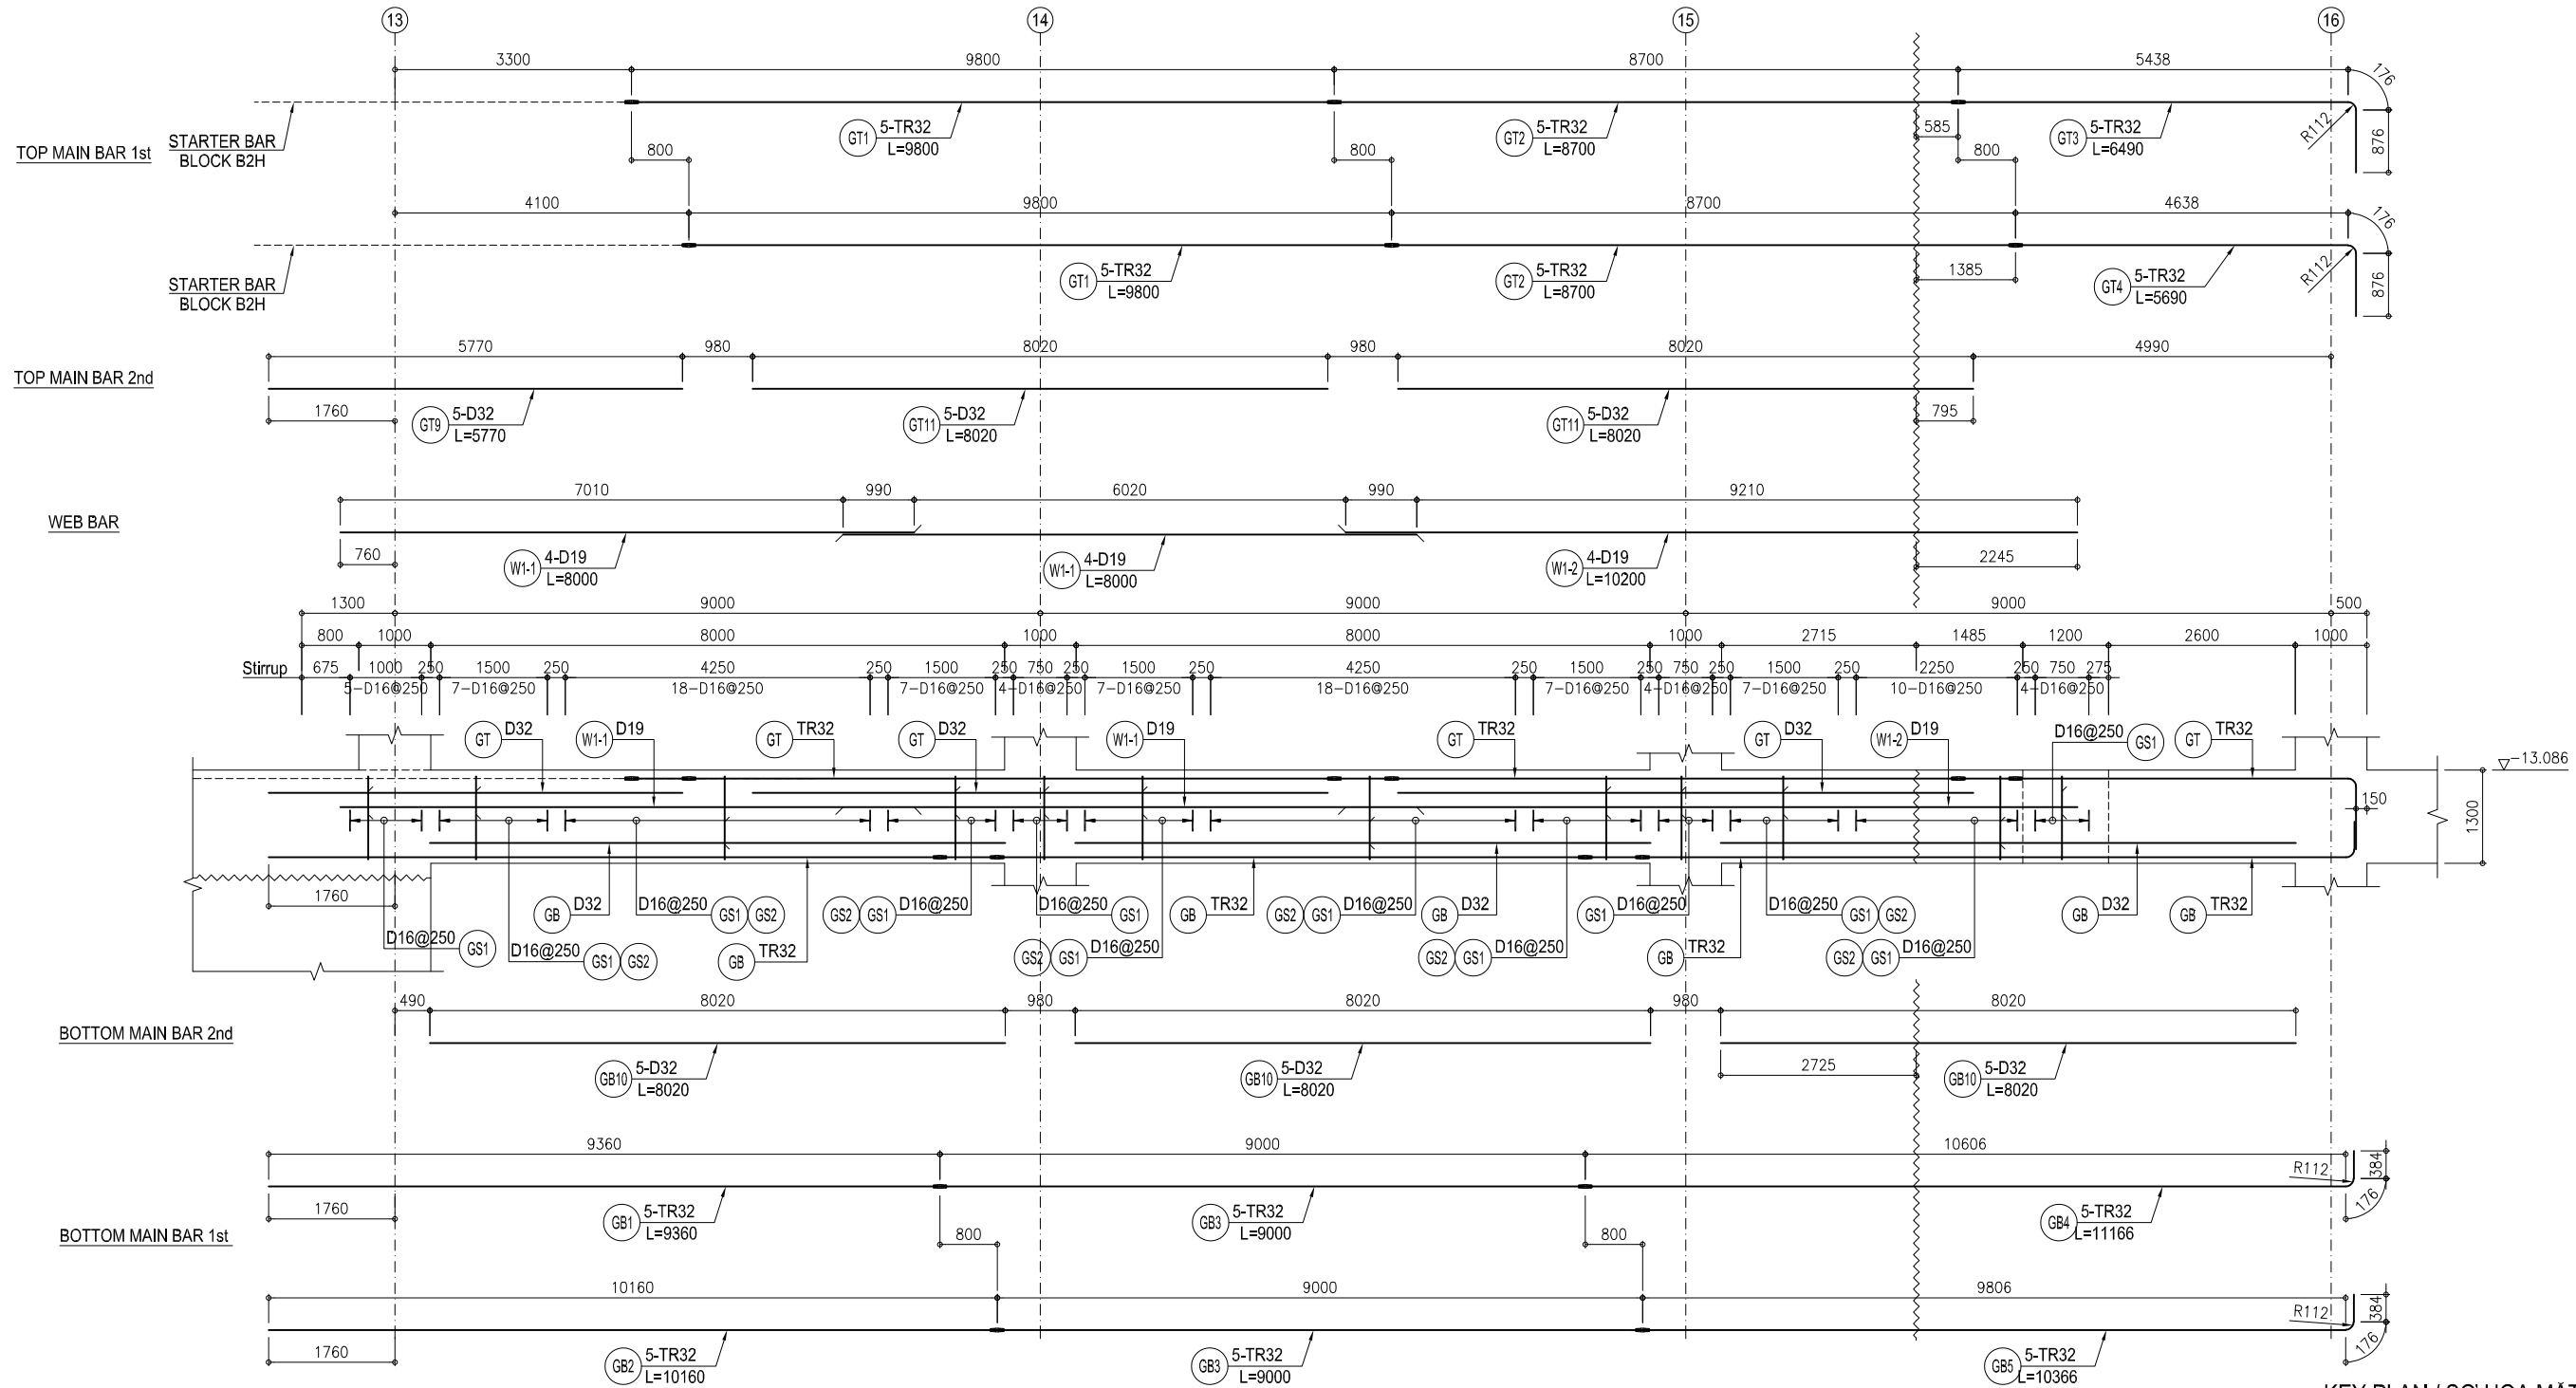 13 14 15 16
3300 9800 8700 5438 176
TOP MAIN BAR 1st
STARTER BAR
BLOCK B2H
GT1 5-TR32
L=9800
GT2 5-TR32
L=8700
585
GT3 5-TR32
L=6490
R112
876
800 800 800
4100 9800 8700 4638 176
STARTER BAR
BLOCK B2H
GT1 5-TR32
L=9800
GT2 5-TR32
L=8700
1385
GT4 5-TR32
L=5690
R112
876
5770 980 8020 980 8020 4990
TOP MAIN BAR 2nd
1760
GT9 5-D32
L=5770
GT11 5-D32
L=8020
GT11 5-D32
L=8020
795
7010 990 6020 990 9210
WEB BAR
760
W1-1 4-D19
L=8000
W1-1 4-D19
L=8000
W1-2 4-D19
L=10200
2245
1300 9000 9000 9000 500
800 1000 8000 1000 8000 1000 2715 1485 1200 2600 1000
Stirrup 675 1000 250 1500 250 4250 250 1500 250 750 250 1500 250 4250 250 1500 250 750 250 1500 250 2250 250 750 275
5-D16@250 7-D16@250 18-D16@250 7-D16@250 4-D16@250 7-D16@250 18-D16@250 7-D16@250 4-D16@250 7-D16@250 10-D16@250 4-D16@250
GT D32 W1-1 D19 GT TR32 GT D32 W1-1 D19 GT TR32 GT D32 W1-2 D19 D16@250 GS1 GT TR32
-13.086
150
1300
1760
GB D32 D16@250 GS1 GS2 GS2 GS1 D16@250 D16@250 GS1 GB TR32 GS2 GS1 D16@250 GB D32 GS1 D16@250 D16@250 GS1 GS2 GB D32 GB TR32
D16@250 GS1 D16@250 GS1 GS2 GB TR32 GS2 GS1 D16@250 GS2 GS1 D16@250 GB TR32 GS2 GS1 D16@250
490 8020 980 8020 980 8020
BOTTOM MAIN BAR 2nd
GB10 5-D32
L=8020
GB10 5-D32
L=8020
2725
GB10 5-D32
L=8020
9360 9000 10606
R112 384
176
1760
GB1 5-TR32
L=9360
GB3 5-TR32
L=9000
GB4 5-TR32
L=11166
BOTTOM MAIN BAR 1st
800 800
10160 9000 9806
R112 384
176
1760
GB2 5-TR32
L=10160
GB3 5-TR32
L=9000
GB5 5-TR32
L=10366